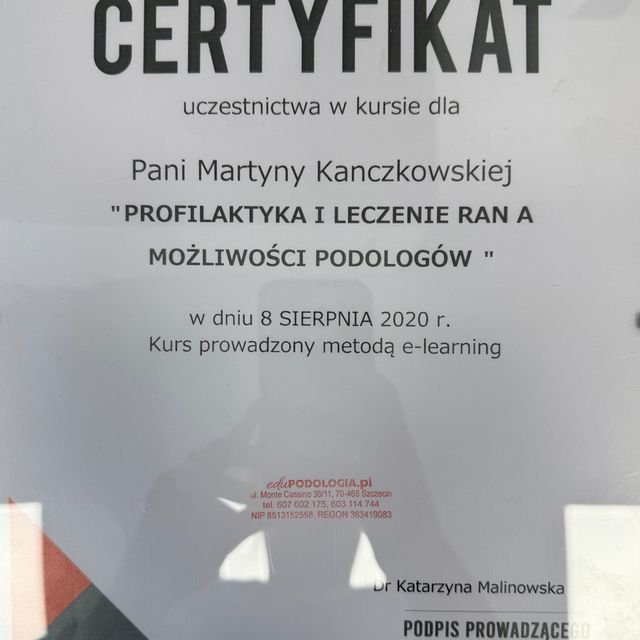 CERTYFIKAT
uczestnictwa w kursie dla
Pani Martyny Kanczkowskiej
"PROFILAKTYKA I LECZENIE RAN A
MOŻLIWOŚCI PODOLOGÓW "
w dniu 8 SIERPNIA 2020 r.
Kurs prowadzony metodą e-learning
eduPODOLOGIA.pl
ul. Monte Cassino 36/11, 70-465 Szczecin
tel. 607 602 175, 603 114 744
NIP 8513152558, REGON 363419083
Dr Katarzyna Malinowska
PODPIS PROWADZĄCEGO